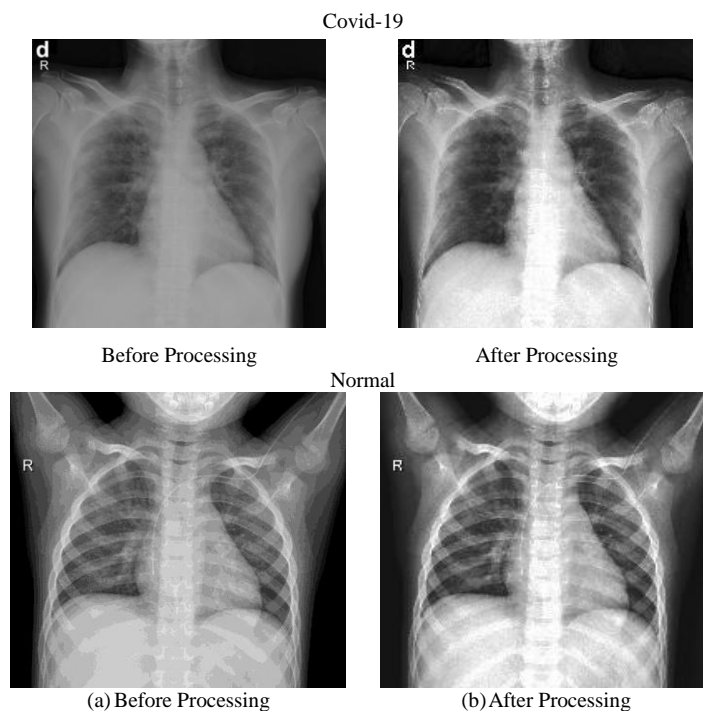 Covid-19
d
R
d
R
Before Processing
After Processing
Normal
R
R
(a) Before Processing
(b) After Processing